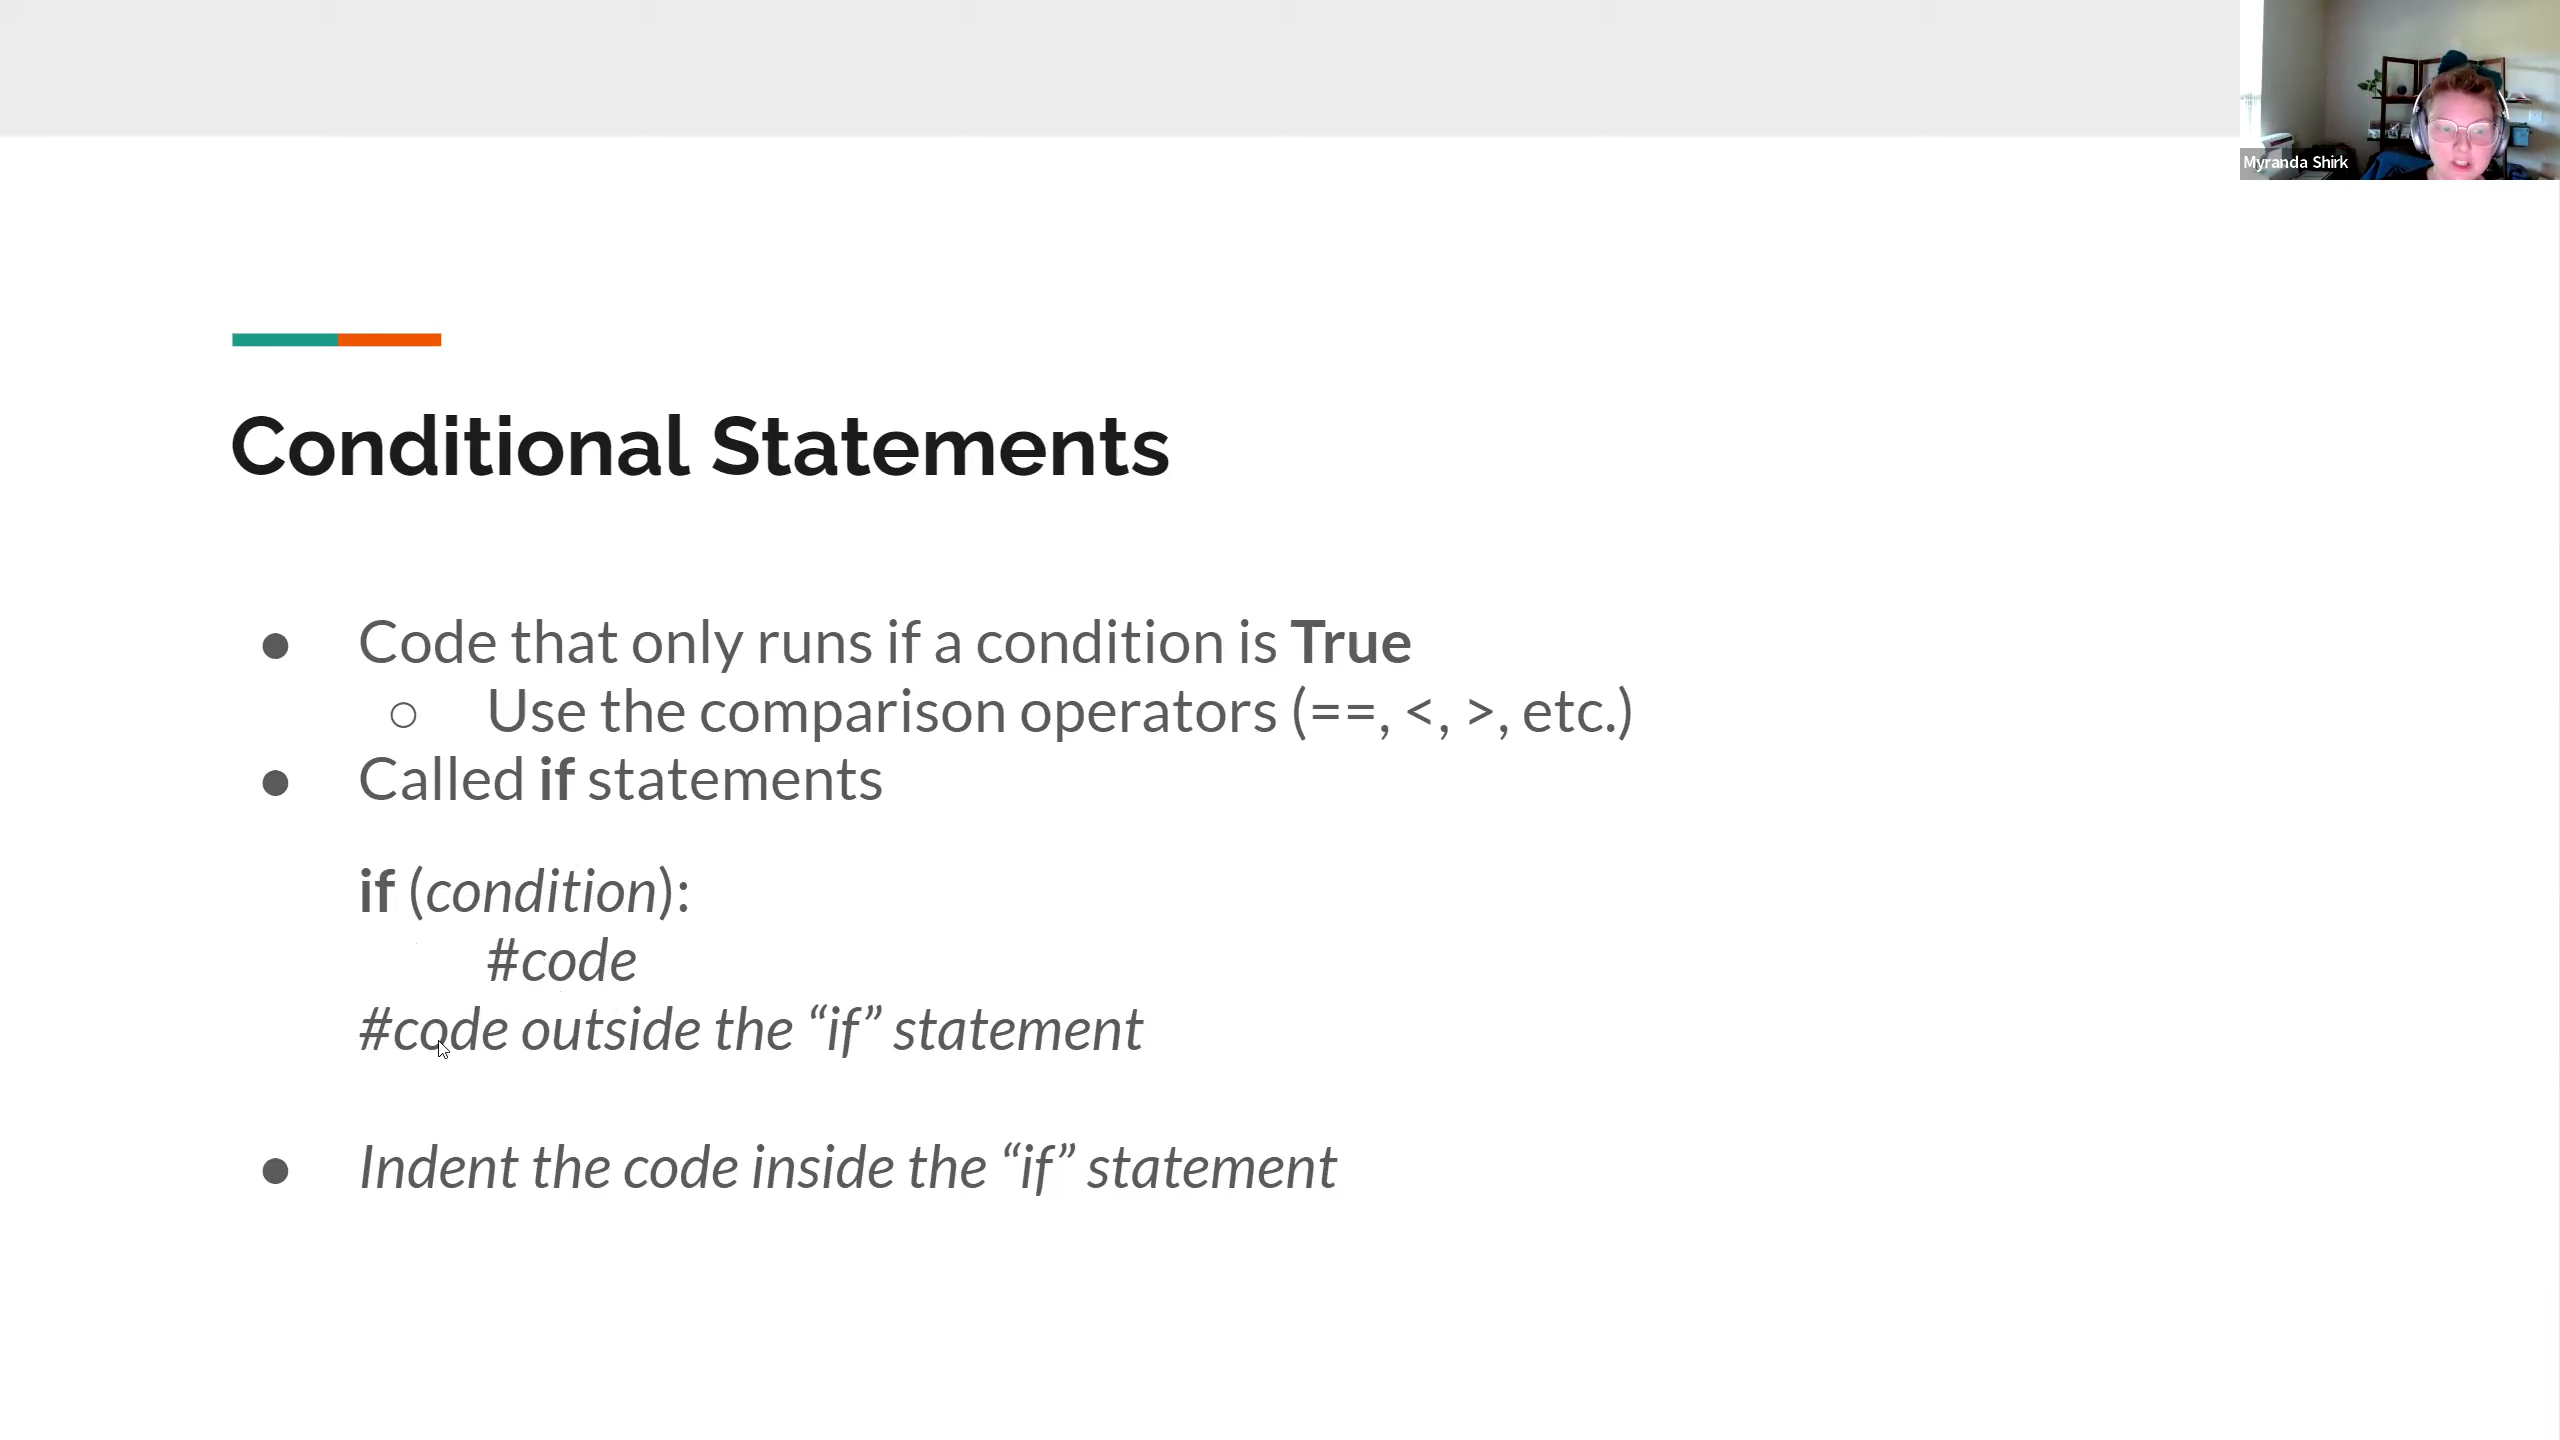 Myranda Shirk
Conditional Statements
● Code that only runs if a condition is True
○ Use the comparison operators (==, <, >, etc.)
● Called if statements
if (condition):
#code
#code outside the “if” statement
● Indent the code inside the “if” statement